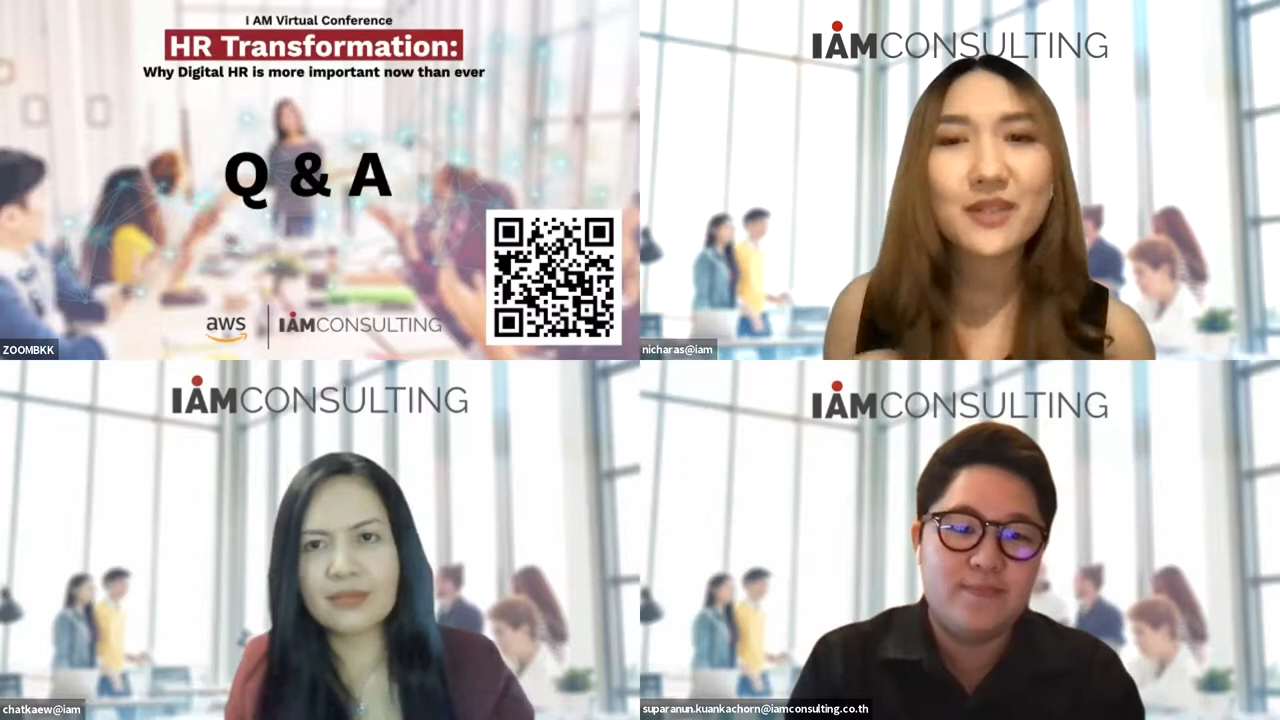 I AM Virtual Conference
HR Transformation:
Why Digital HR is more important now than ever
Q & A
aws
IAMCONSULTING
ZOOMBKK
IAMCONSULTING
nicharas@iam
IAMCONSULTING
chatkaew@iam
IAMCONSULTING
suparanun.kuankachorn@iamconsulting.co.th